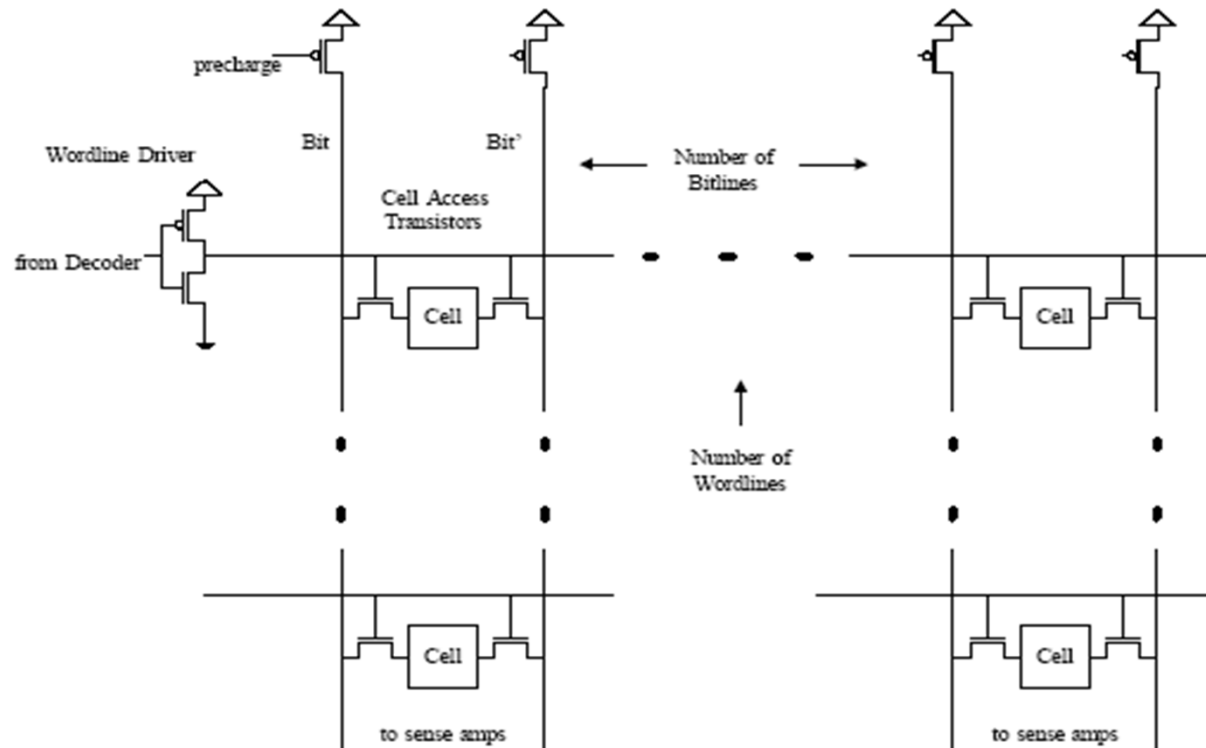 precharge
Bit
Bit’
Wordline Driver
Number of
Bitlines
Cell Access
Transistors
from Decoder
Cell
Cell
Number of
Wordlines
Cell
Cell
to sense amps
to sense amps